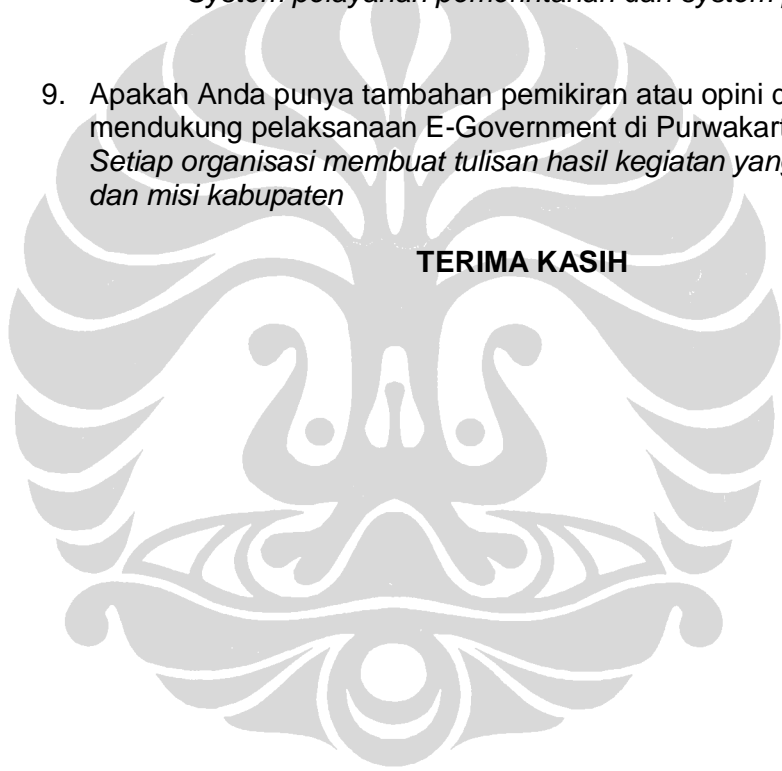 System pelayanan pemerintahan dan system
9. Apakah Anda punya tambahan pemikiran atau opini
mendukung pelaksanaan E-Government di
Setiap organisasi membuat tulisan hasil kegiatan
dan misi kabupaten
TERIMA KASIH